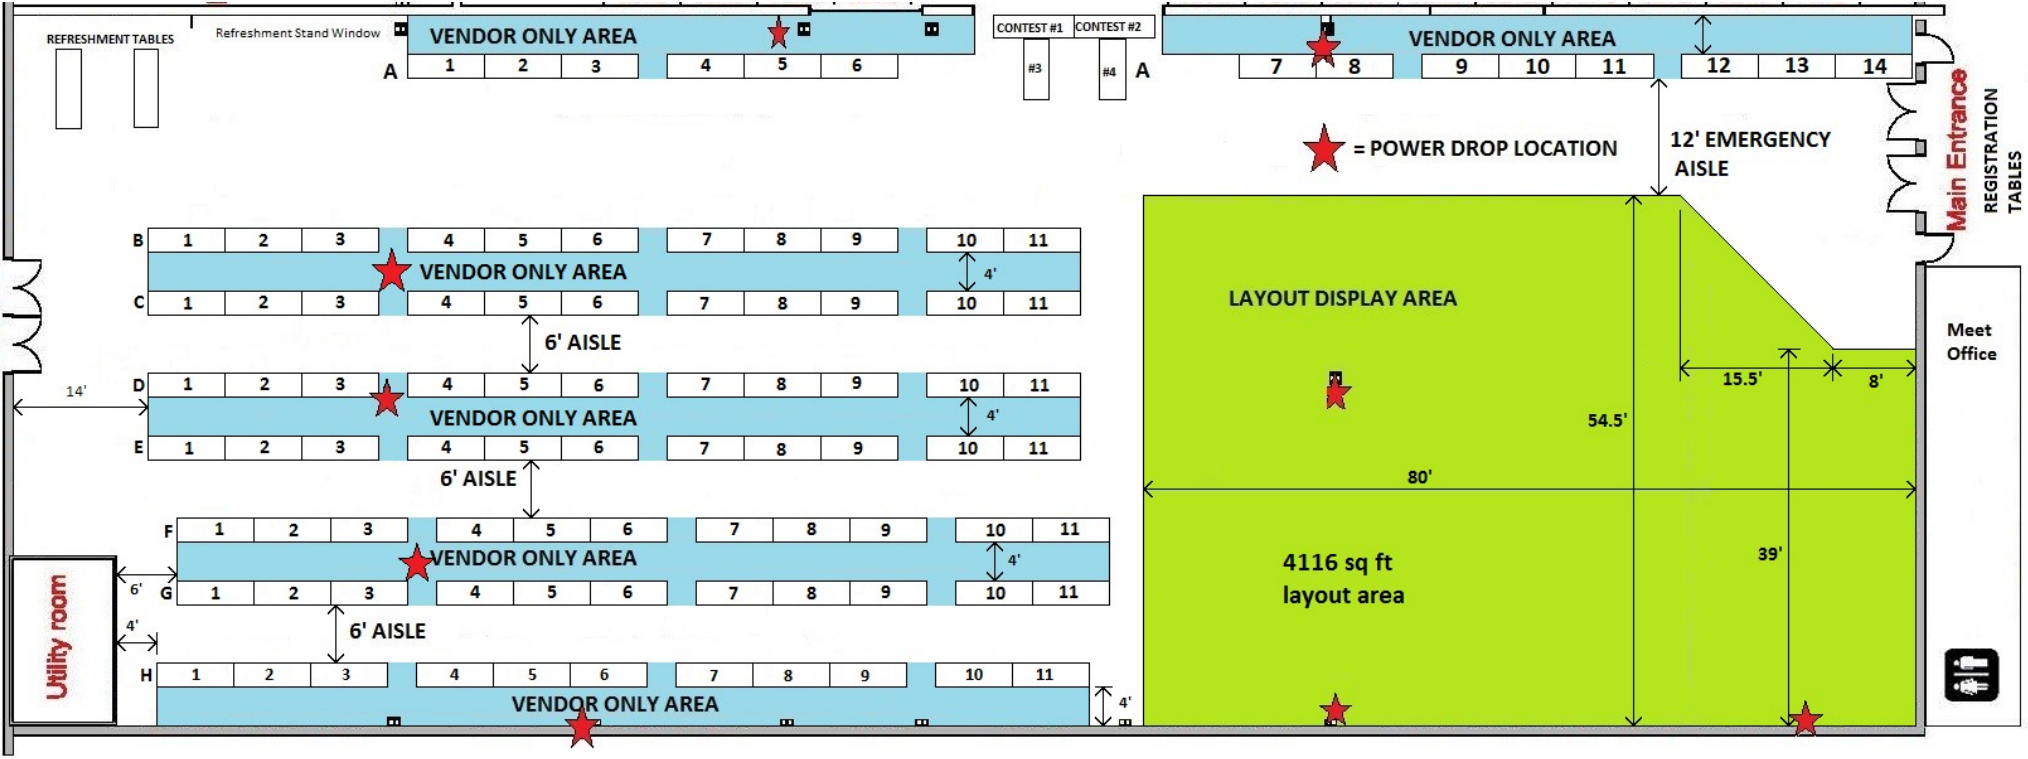 REFRESHMENT TABLES
Refreshment Stand Window
VENDOR ONLY AREA
CONTEST #1 CONTEST #2
#3
#4
VENDOR ONLY AREA
A 1 2 3 4 5 6
A 7 8 9 10 11 12 13 14
Main Entrance
REGISTRATION
TABLES
= POWER DROP LOCATION
12' EMERGENCY
AISLE
B 1 2 3 4 5 6 7 8 9 10 11
VENDOR ONLY AREA
4'
C 1 2 3 4 5 6 7 8 9 10 11
6' AISLE
14'
D 1 2 3 4 5 6 7 8 9 10 11
VENDOR ONLY AREA
4'
E 1 2 3 4 5 6 7 8 9 10 11
6' AISLE
F 1 2 3 4 5 6 7 8 9 10 11
VENDOR ONLY AREA
4'
6'
G 1 2 3 4 5 6 7 8 9 10 11
6' AISLE
4'
Utility room
H 1 2 3 4 5 6 7 8 9 10 11
VENDOR ONLY AREA
4'
LAYOUT DISPLAY AREA
Meet
Office
15.5'
8'
54.5'
80'
39'
4116 sq ft
layout area